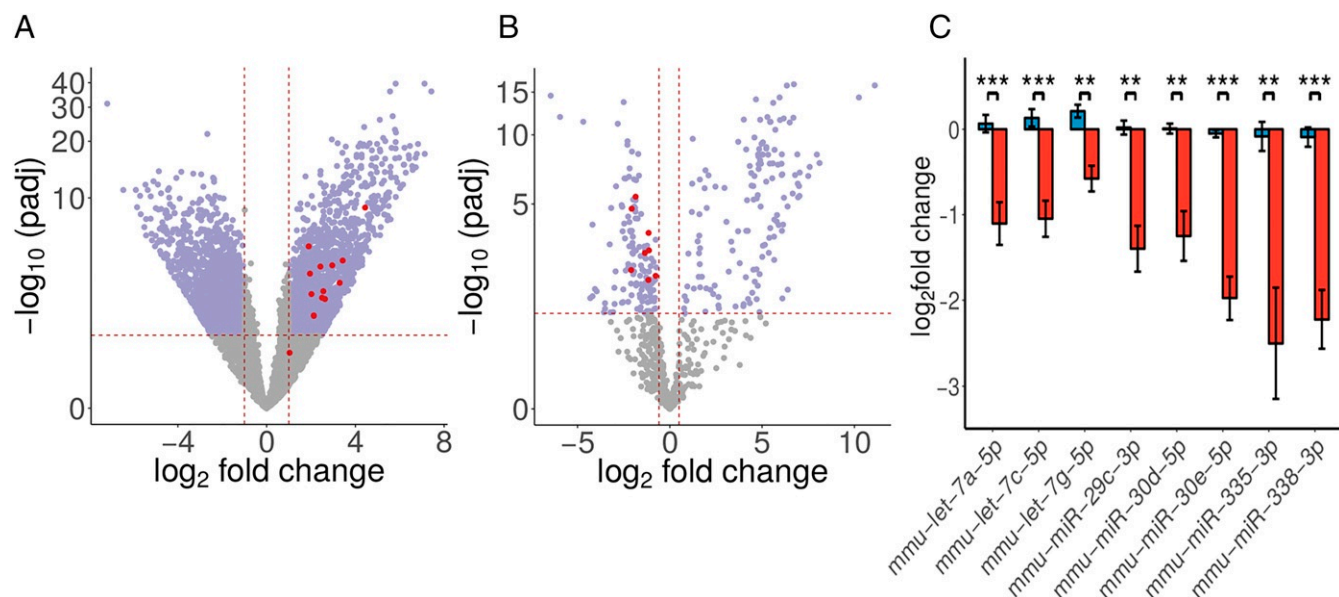 A
B
C
−log₁₀ (padj)
40
30
20
10
0
−4
0
4
8
log₂ fold change
−log₁₀ (padj)
15
10
5
0
−5
0
5
10
log₂ fold change
log₂fold change
*** *** ** ** ** *** ** ***
0
−1
−2
−3
mmu−let−7a−5p
mmu−let−7c−5p
mmu−let−7g−5p
mmu−miR−29c−3p
mmu−miR−30d−5p
mmu−miR−30e−5p
mmu−miR−335−3p
mmu−miR−338−3p